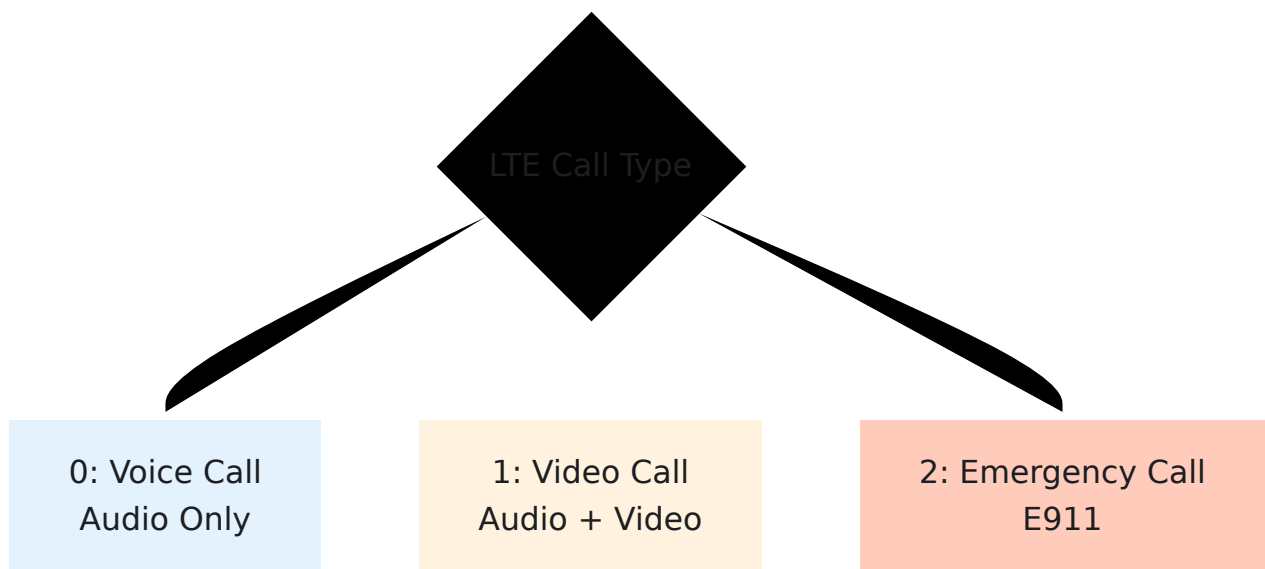 LTE Call Type
0: Voice Call
Audio Only
1: Video Call
Audio + Video
2: Emergency Call
E911